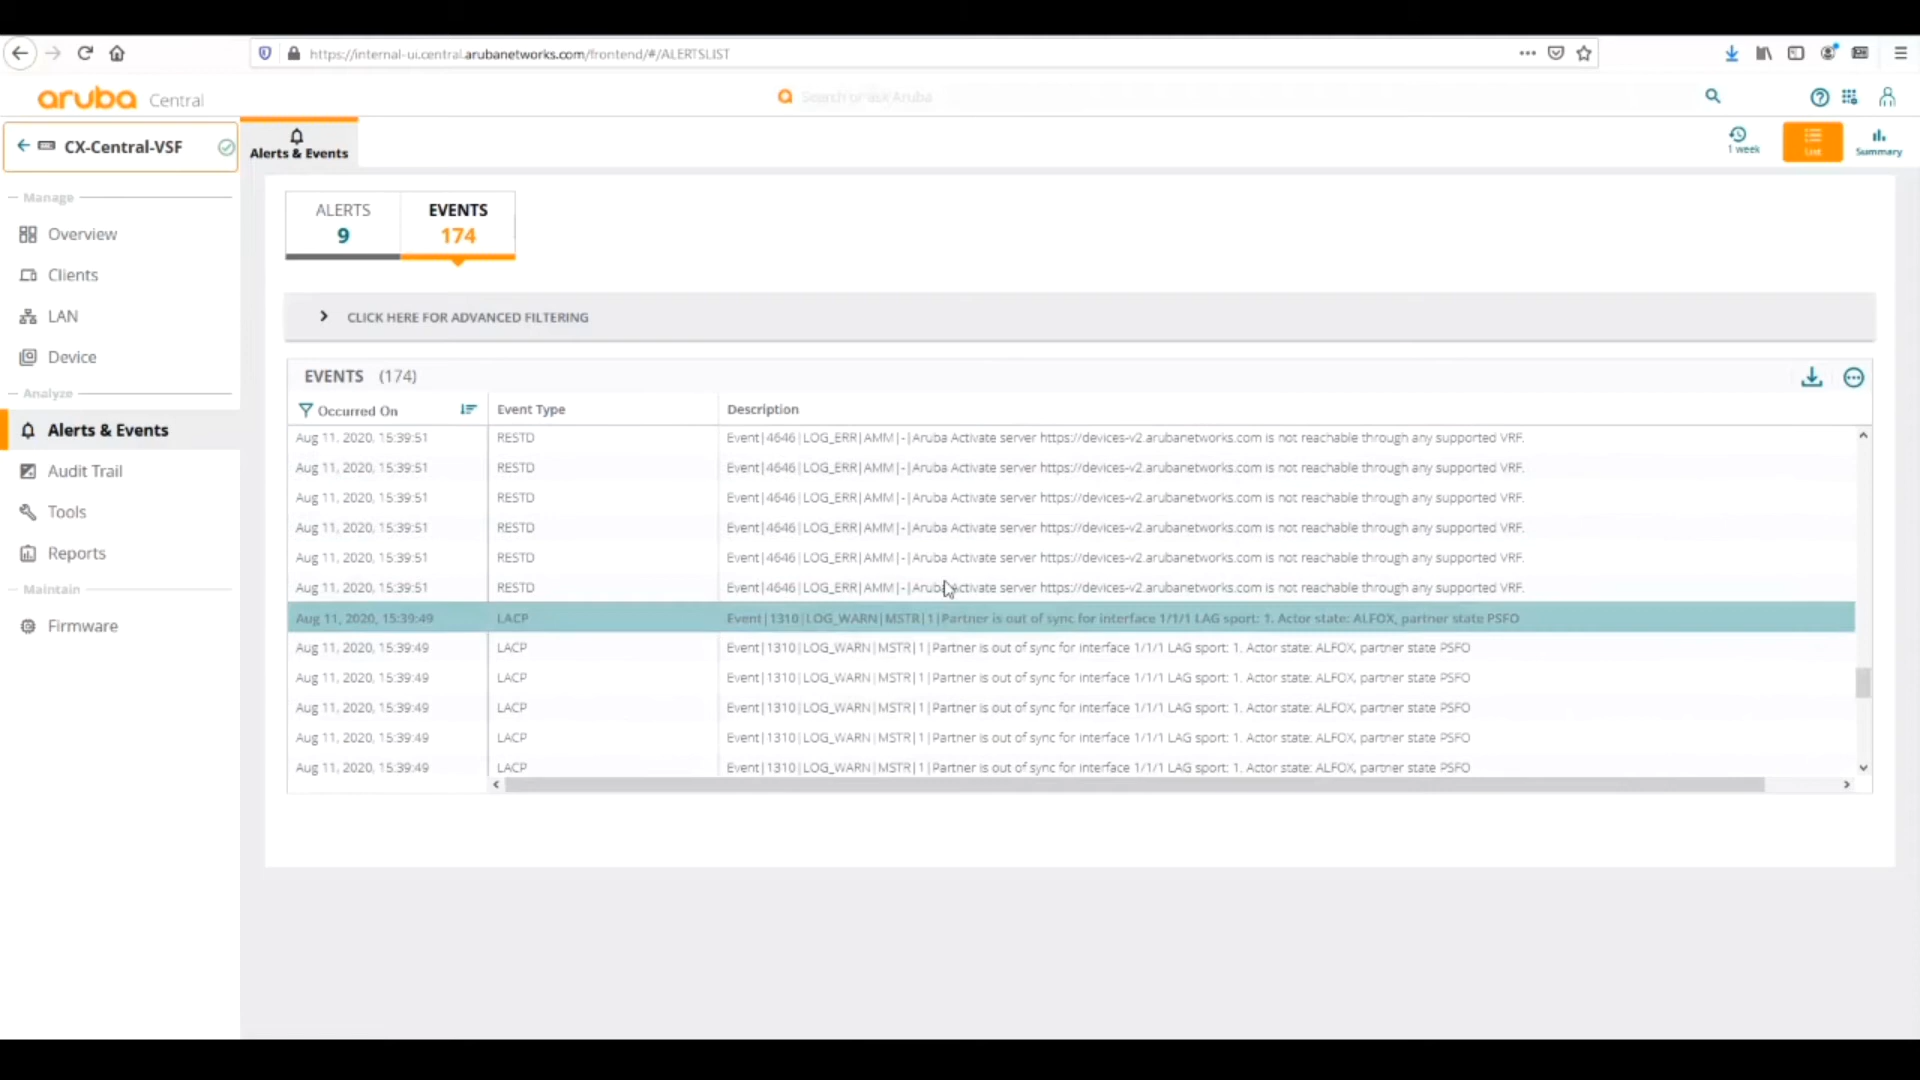 https://internal-ui.central.arubanetworks.com/frontend/#/ALERTSLIST
aruba Central
Search or ask Aruba
CX-Central-VSF
Alerts & Events
1 week
List
Summary
Manage
Overview
Clients
LAN
Device
Analyze
Alerts & Events
Audit Trail
Tools
Reports
Maintain
Firmware
ALERTS
9
EVENTS
174
CLICK HERE FOR ADVANCED FILTERING
EVENTS (174)
Occurred On Event Type Description
Aug 11, 2020, 15:39:51 RESTD Event|4646|LOG_ERR|AMM|-|Aruba Activate server https://devices-v2.arubanetworks.com is not reachable through any supported VRF.
Aug 11, 2020, 15:39:51 RESTD Event|4646|LOG_ERR|AMM|-|Aruba Activate server https://devices-v2.arubanetworks.com is not reachable through any supported VRF.
Aug 11, 2020, 15:39:51 RESTD Event|4646|LOG_ERR|AMM|-|Aruba Activate server https://devices-v2.arubanetworks.com is not reachable through any supported VRF.
Aug 11, 2020, 15:39:51 RESTD Event|4646|LOG_ERR|AMM|-|Aruba Activate server https://devices-v2.arubanetworks.com is not reachable through any supported VRF.
Aug 11, 2020, 15:39:51 RESTD Event|4646|LOG_ERR|AMM|-|Aruba Activate server https://devices-v2.arubanetworks.com is not reachable through any supported VRF.
Aug 11, 2020, 15:39:51 RESTD Event|4646|LOG_ERR|AMM|-|Aruba Activate server https://devices-v2.arubanetworks.com is not reachable through any supported VRF.
Aug 11, 2020, 15:39:49 LACP Event|1310|LOG_WARN|MSTR|1|Partner is out of sync for interface 1/1/1 LAG sport: 1. Actor state: ALFOX, partner state PSFO
Aug 11, 2020, 15:39:49 LACP Event|1310|LOG_WARN|MSTR|1|Partner is out of sync for interface 1/1/1 LAG sport: 1. Actor state: ALFOX, partner state PSFO
Aug 11, 2020, 15:39:49 LACP Event|1310|LOG_WARN|MSTR|1|Partner is out of sync for interface 1/1/1 LAG sport: 1. Actor state: ALFOX, partner state PSFO
Aug 11, 2020, 15:39:49 LACP Event|1310|LOG_WARN|MSTR|1|Partner is out of sync for interface 1/1/1 LAG sport: 1. Actor state: ALFOX, partner state PSFO
Aug 11, 2020, 15:39:49 LACP Event|1310|LOG_WARN|MSTR|1|Partner is out of sync for interface 1/1/1 LAG sport: 1. Actor state: ALFOX, partner state PSFO
Aug 11, 2020, 15:39:49 LACP Event|1310|LOG_WARN|MSTR|1|Partner is out of sync for interface 1/1/1 LAG sport: 1. Actor state: ALFOX, partner state PSFO